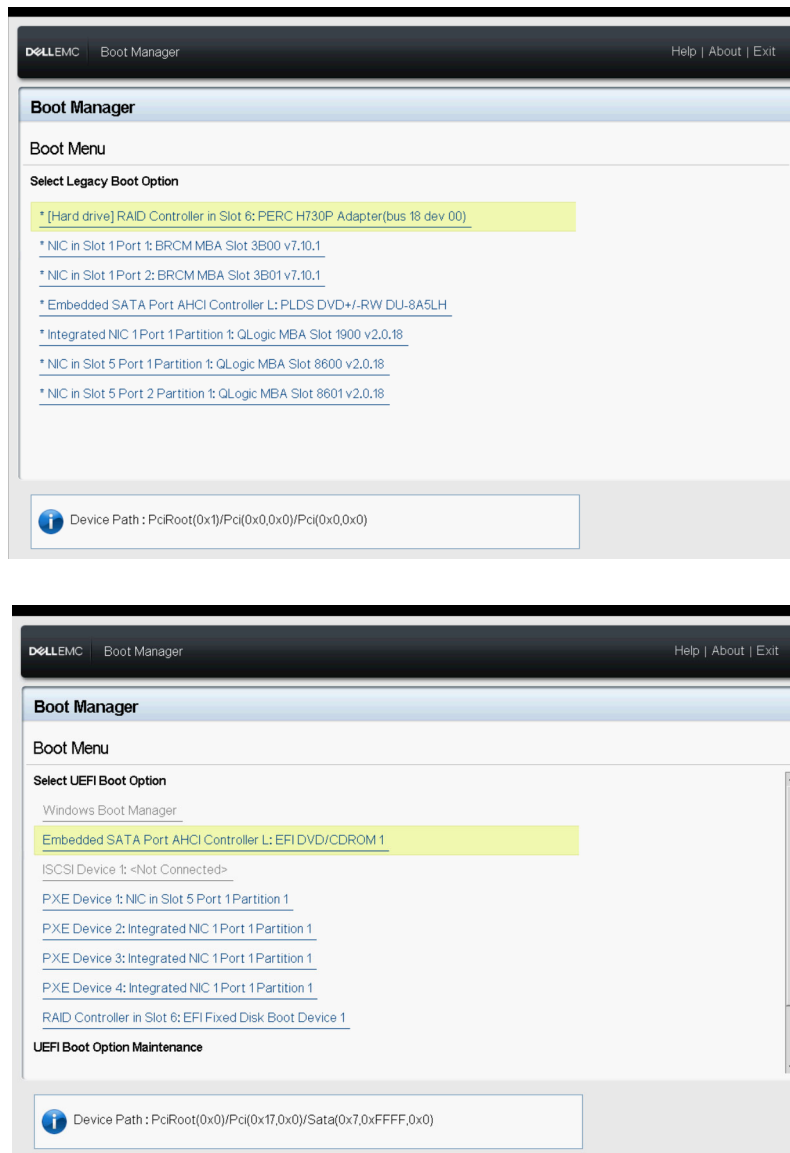 DELLEMC Boot Manager Help | About | Exit
Boot Manager
Boot Menu
Select Legacy Boot Option
* [Hard drive] RAID Controller in Slot 6: PERC H730P Adapter(bus 18 dev 00)
* NIC in Slot 1 Port 1: BRCM MBA Slot 3B00 v7.10.1
* NIC in Slot 1 Port 2: BRCM MBA Slot 3B01 v7.10.1
* Embedded SATA Port AHCI Controller L: PLDS DVD+/-RW DU-8A5LH
* Integrated NIC 1 Port 1 Partition 1: QLogic MBA Slot 1900 v2.0.18
* NIC in Slot 5 Port 1 Partition 1: QLogic MBA Slot 8600 v2.0.18
* NIC in Slot 5 Port 2 Partition 1: QLogic MBA Slot 8601 v2.0.18
Device Path : PciRoot(0x1)/Pci(0x0,0x0)/Pci(0x0,0x0)
DELLEMC Boot Manager Help | About | Exit
Boot Manager
Boot Menu
Select UEFI Boot Option
Windows Boot Manager
Embedded SATA Port AHCI Controller L: EFI DVD/CDROM 1
ISCSI Device 1: <Not Connected>
PXE Device 1: NIC in Slot 5 Port 1 Partition 1
PXE Device 2: Integrated NIC 1 Port 1 Partition 1
PXE Device 3: Integrated NIC 1 Port 1 Partition 1
PXE Device 4: Integrated NIC 1 Port 1 Partition 1
RAID Controller in Slot 6: EFI Fixed Disk Boot Device 1
UEFI Boot Option Maintenance
Device Path : PciRoot(0x0)/Pci(0x17,0x0)/Sata(0x7,0xFFFF,0x0)